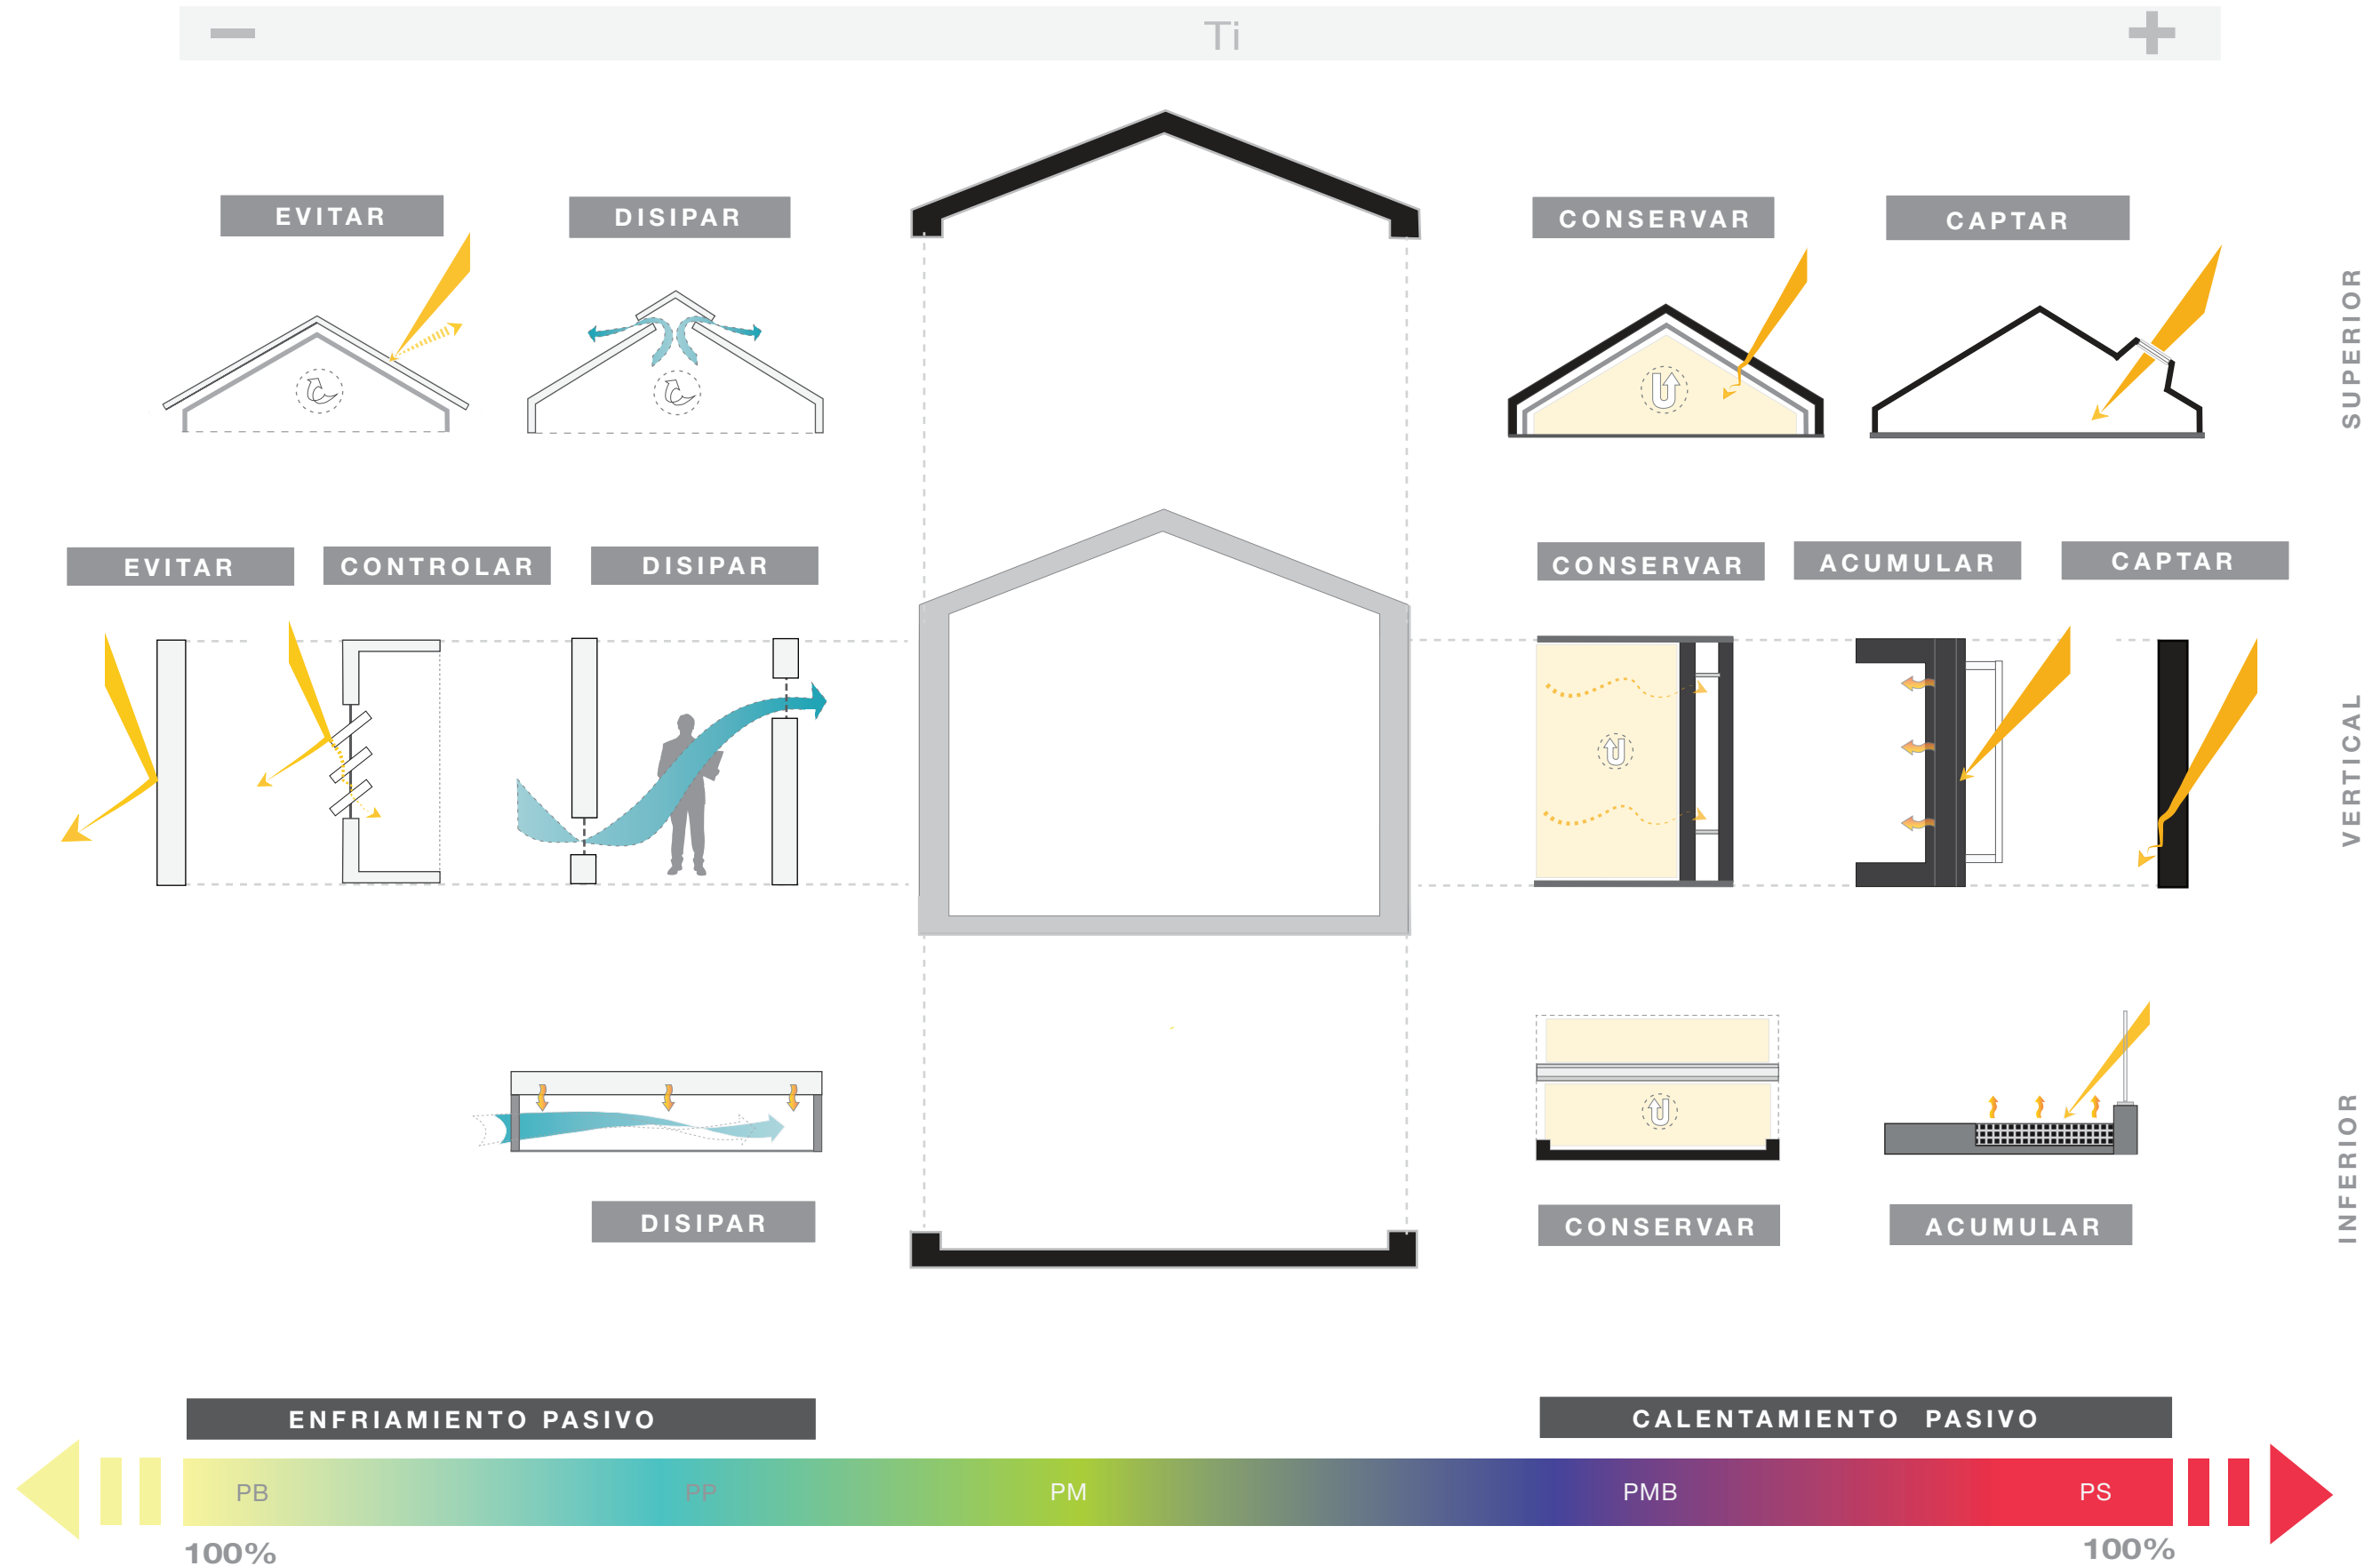 − Ti +
EVITAR DISIPAR CONSERVAR CAPTAR
SUPERIOR
EVITAR CONTROLAR DISIPAR CONSERVAR ACUMULAR CAPTAR
VERTICAL
DISIPAR CONSERVAR ACUMULAR
INFERIOR
ENFRIAMIENTO PASIVO CALENTAMIENTO PASIVO
PB PP PM PMB PS
100% 100%